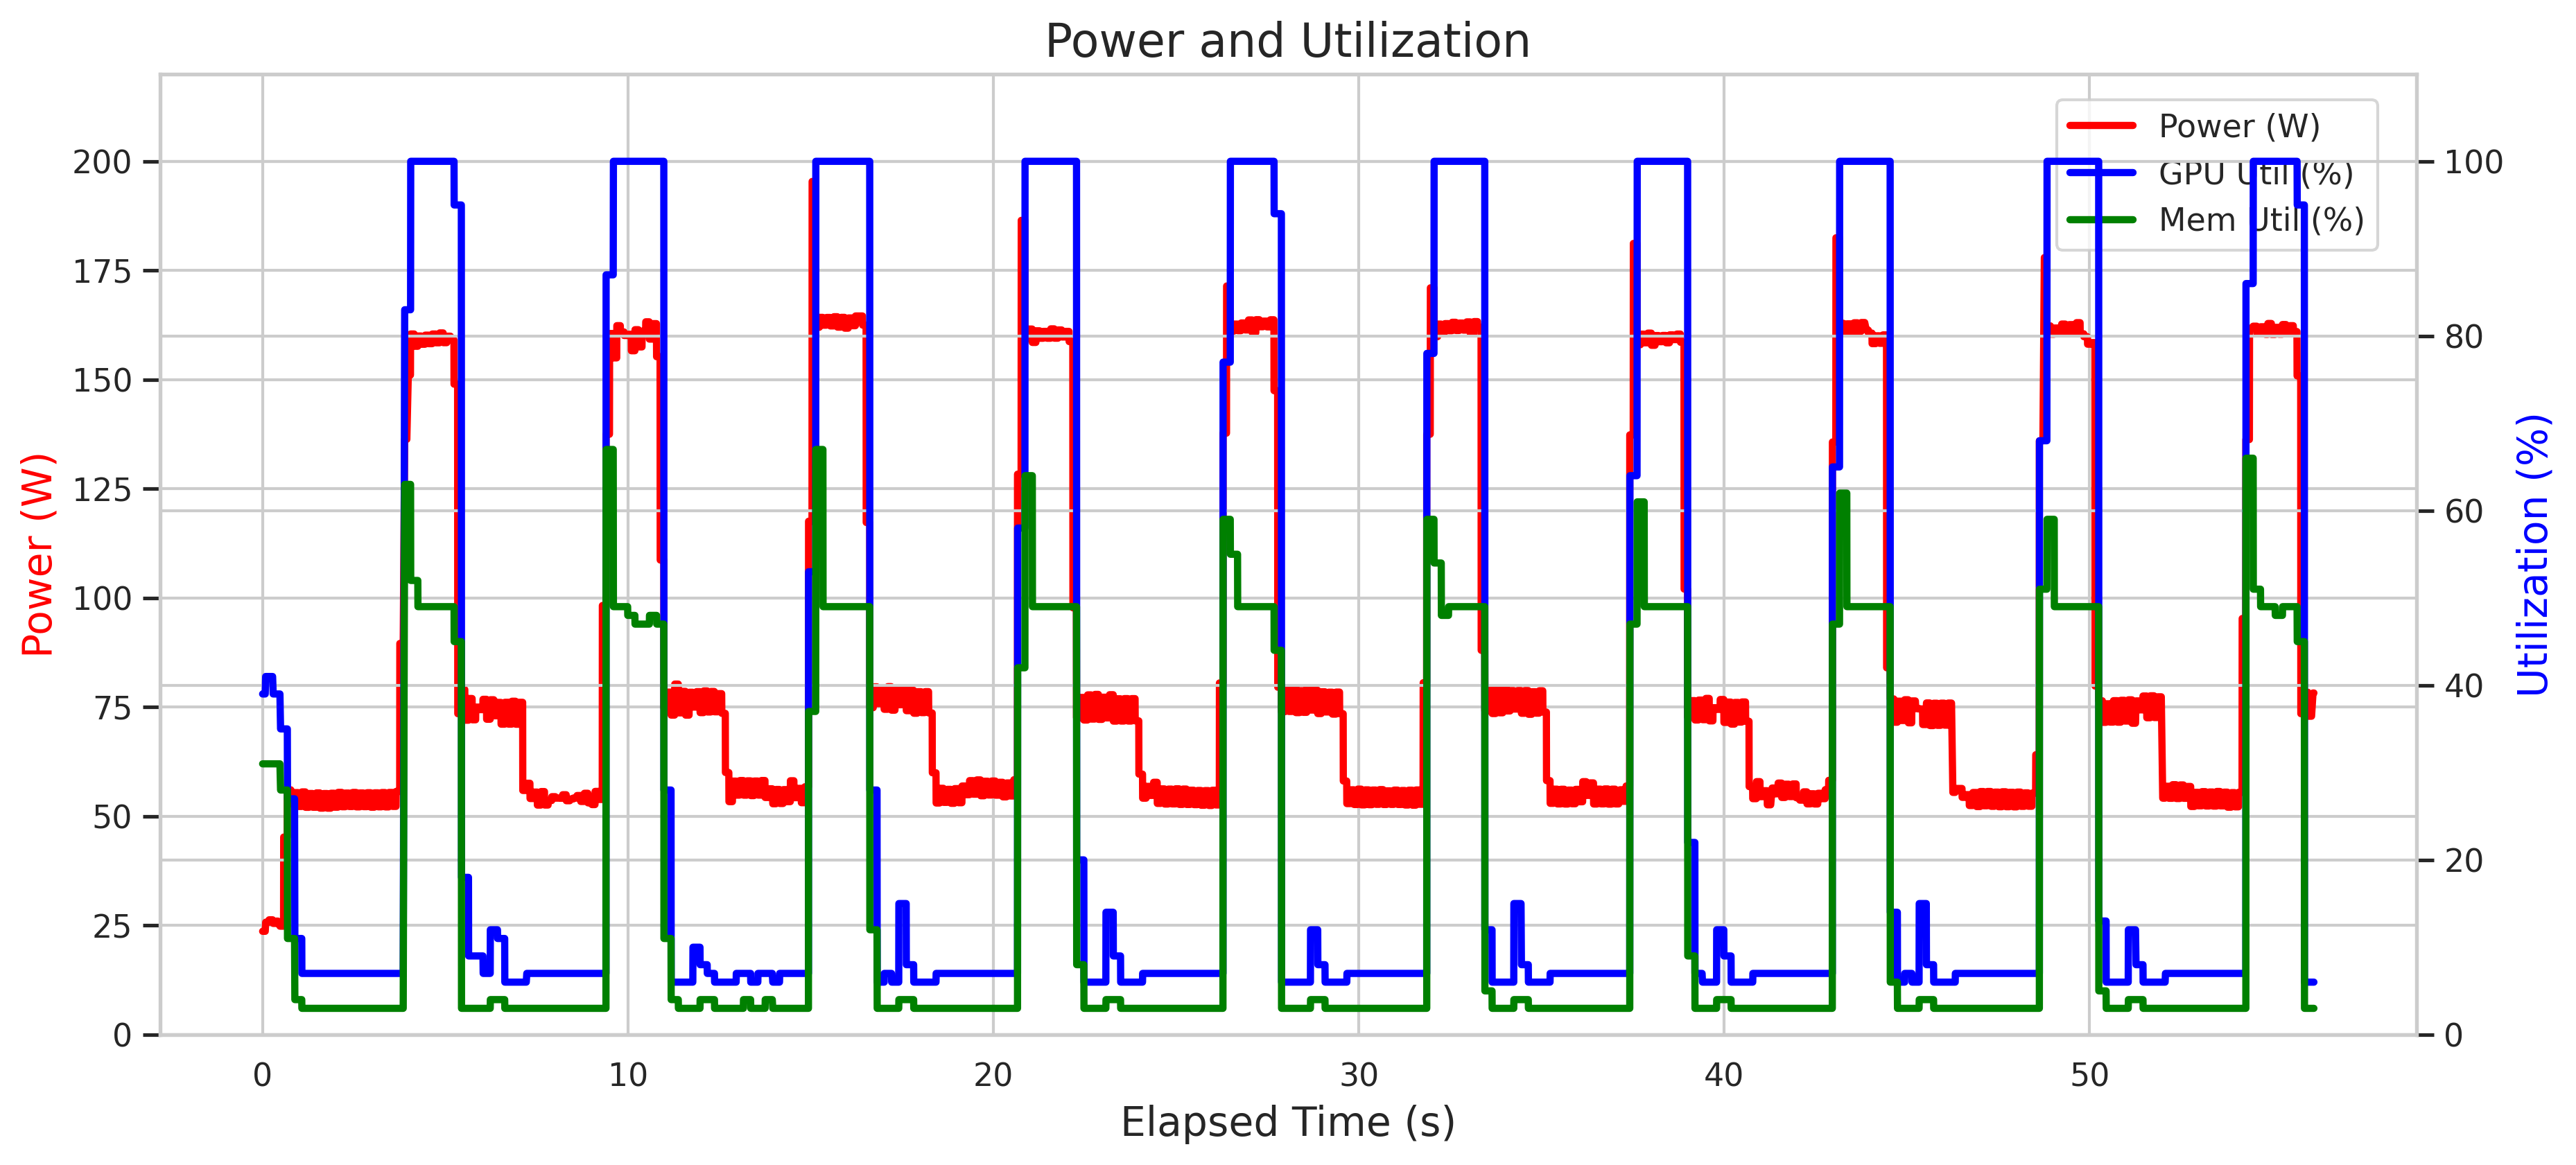 Power and Utilization
Power (W)
GPU Util (%)
Mem Util (%)
200
175
150
125
100
75
50
25
0
Power (W)
100
80
60
40
20
0
Utilization (%)
0 10 20 30 40 50
Elapsed Time (s)